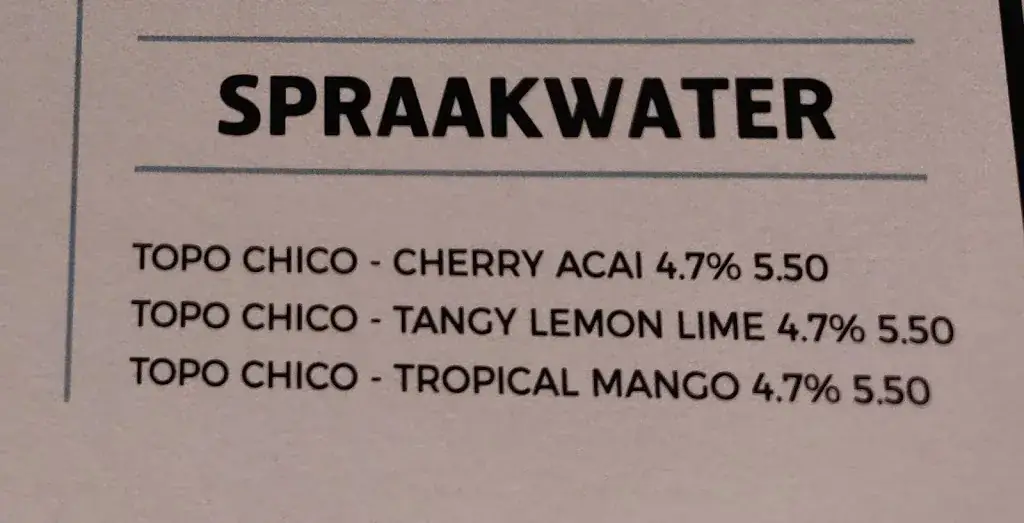 SPRAAKWATER
TOPO CHICO - CHERRY ACAI 4.7% 5.50
TOPO CHICO - TANGY LEMON LIME 4.7% 5.50
TOPO CHICO - TROPICAL MANGO 4.7% 5.50